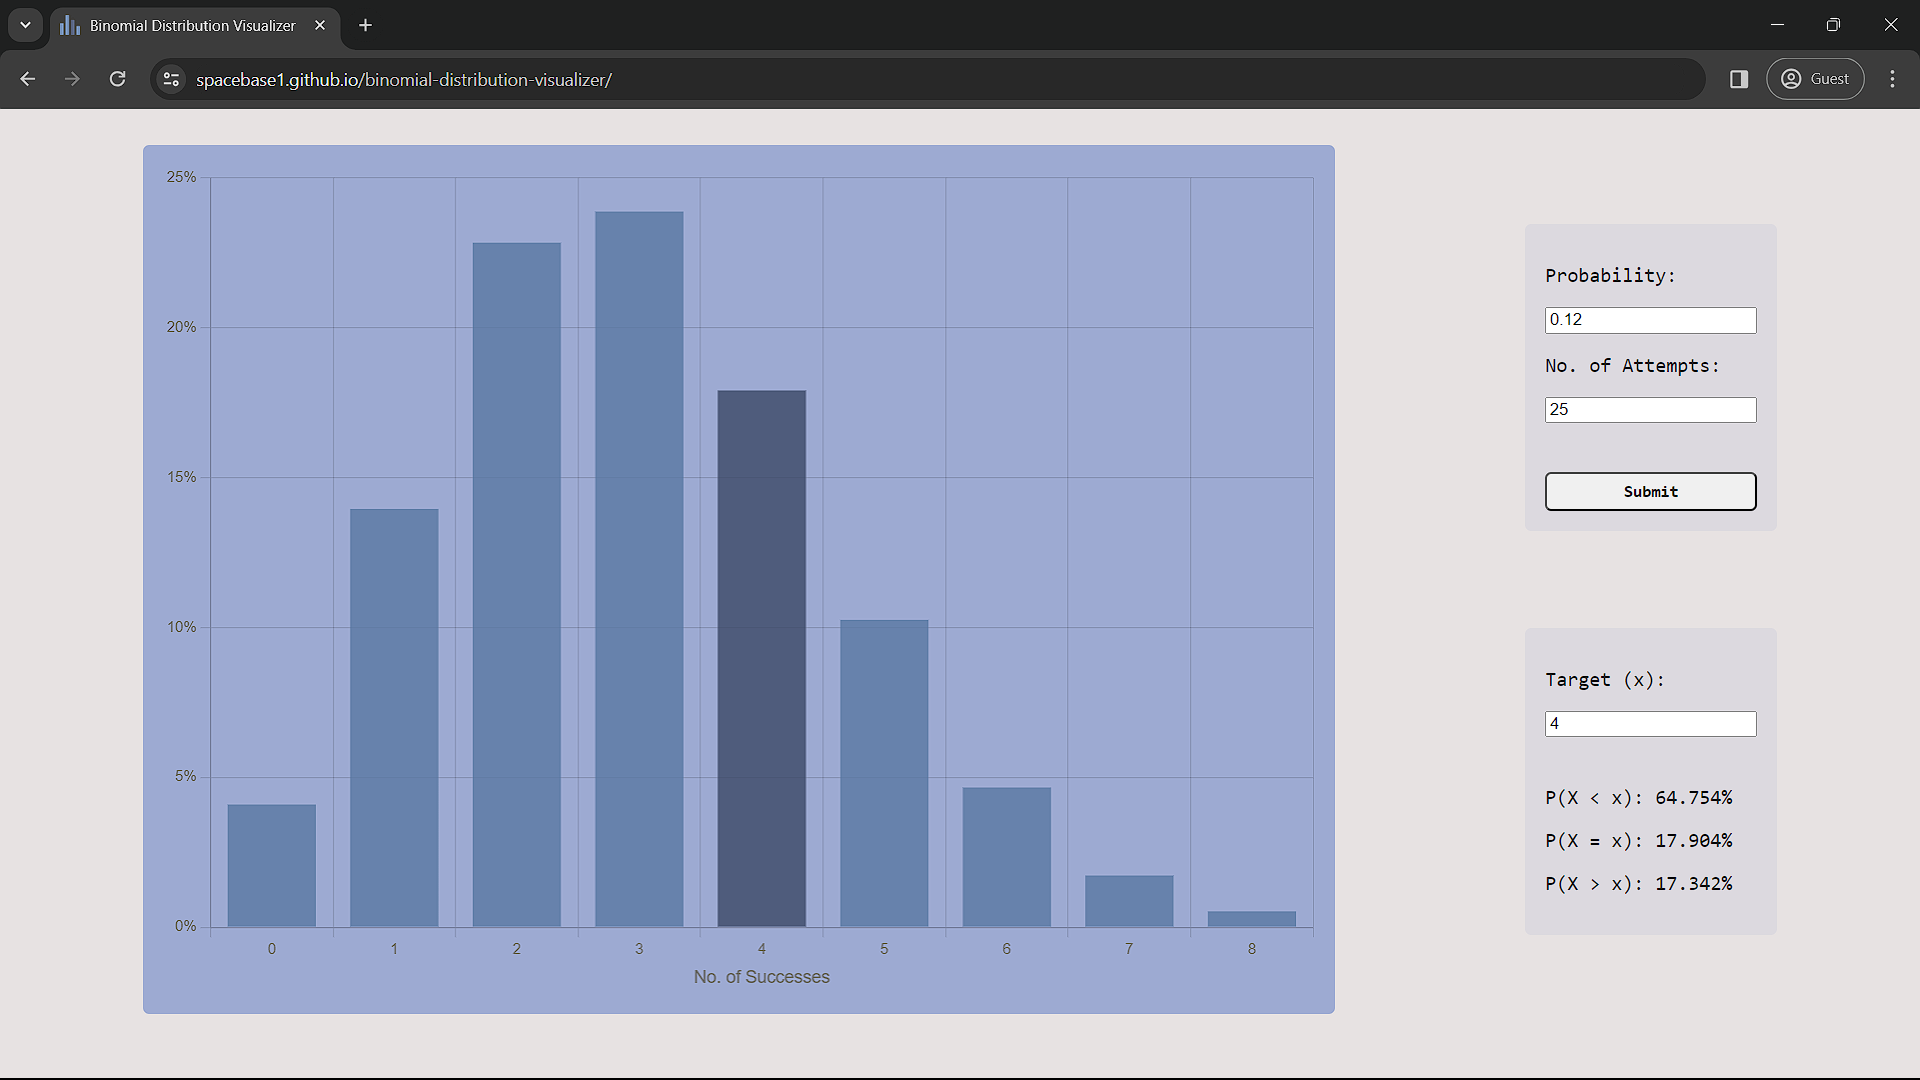 Binomial Distribution Visualizer
spacebase1.github.io/binomial-distribution-visualizer/
Guest
25%
20%
15%
10%
5%
0%
0 1 2 3 4 5 6 7 8
No. of Successes
Probability:
0.12
No. of Attempts:
25
Submit
Target (x):
4
P(X < x): 64.754%
P(X = x): 17.904%
P(X > x): 17.342%